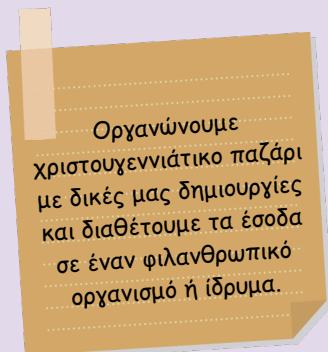 Οργανώνουμε
χριστουγεννιάτικο παζάρι
με δικές μας δημιουργίες
και διαθέτουμε τα έσοδα
σε έναν φιλανθρωπικό
οργανισμό ή ίδρυμα.